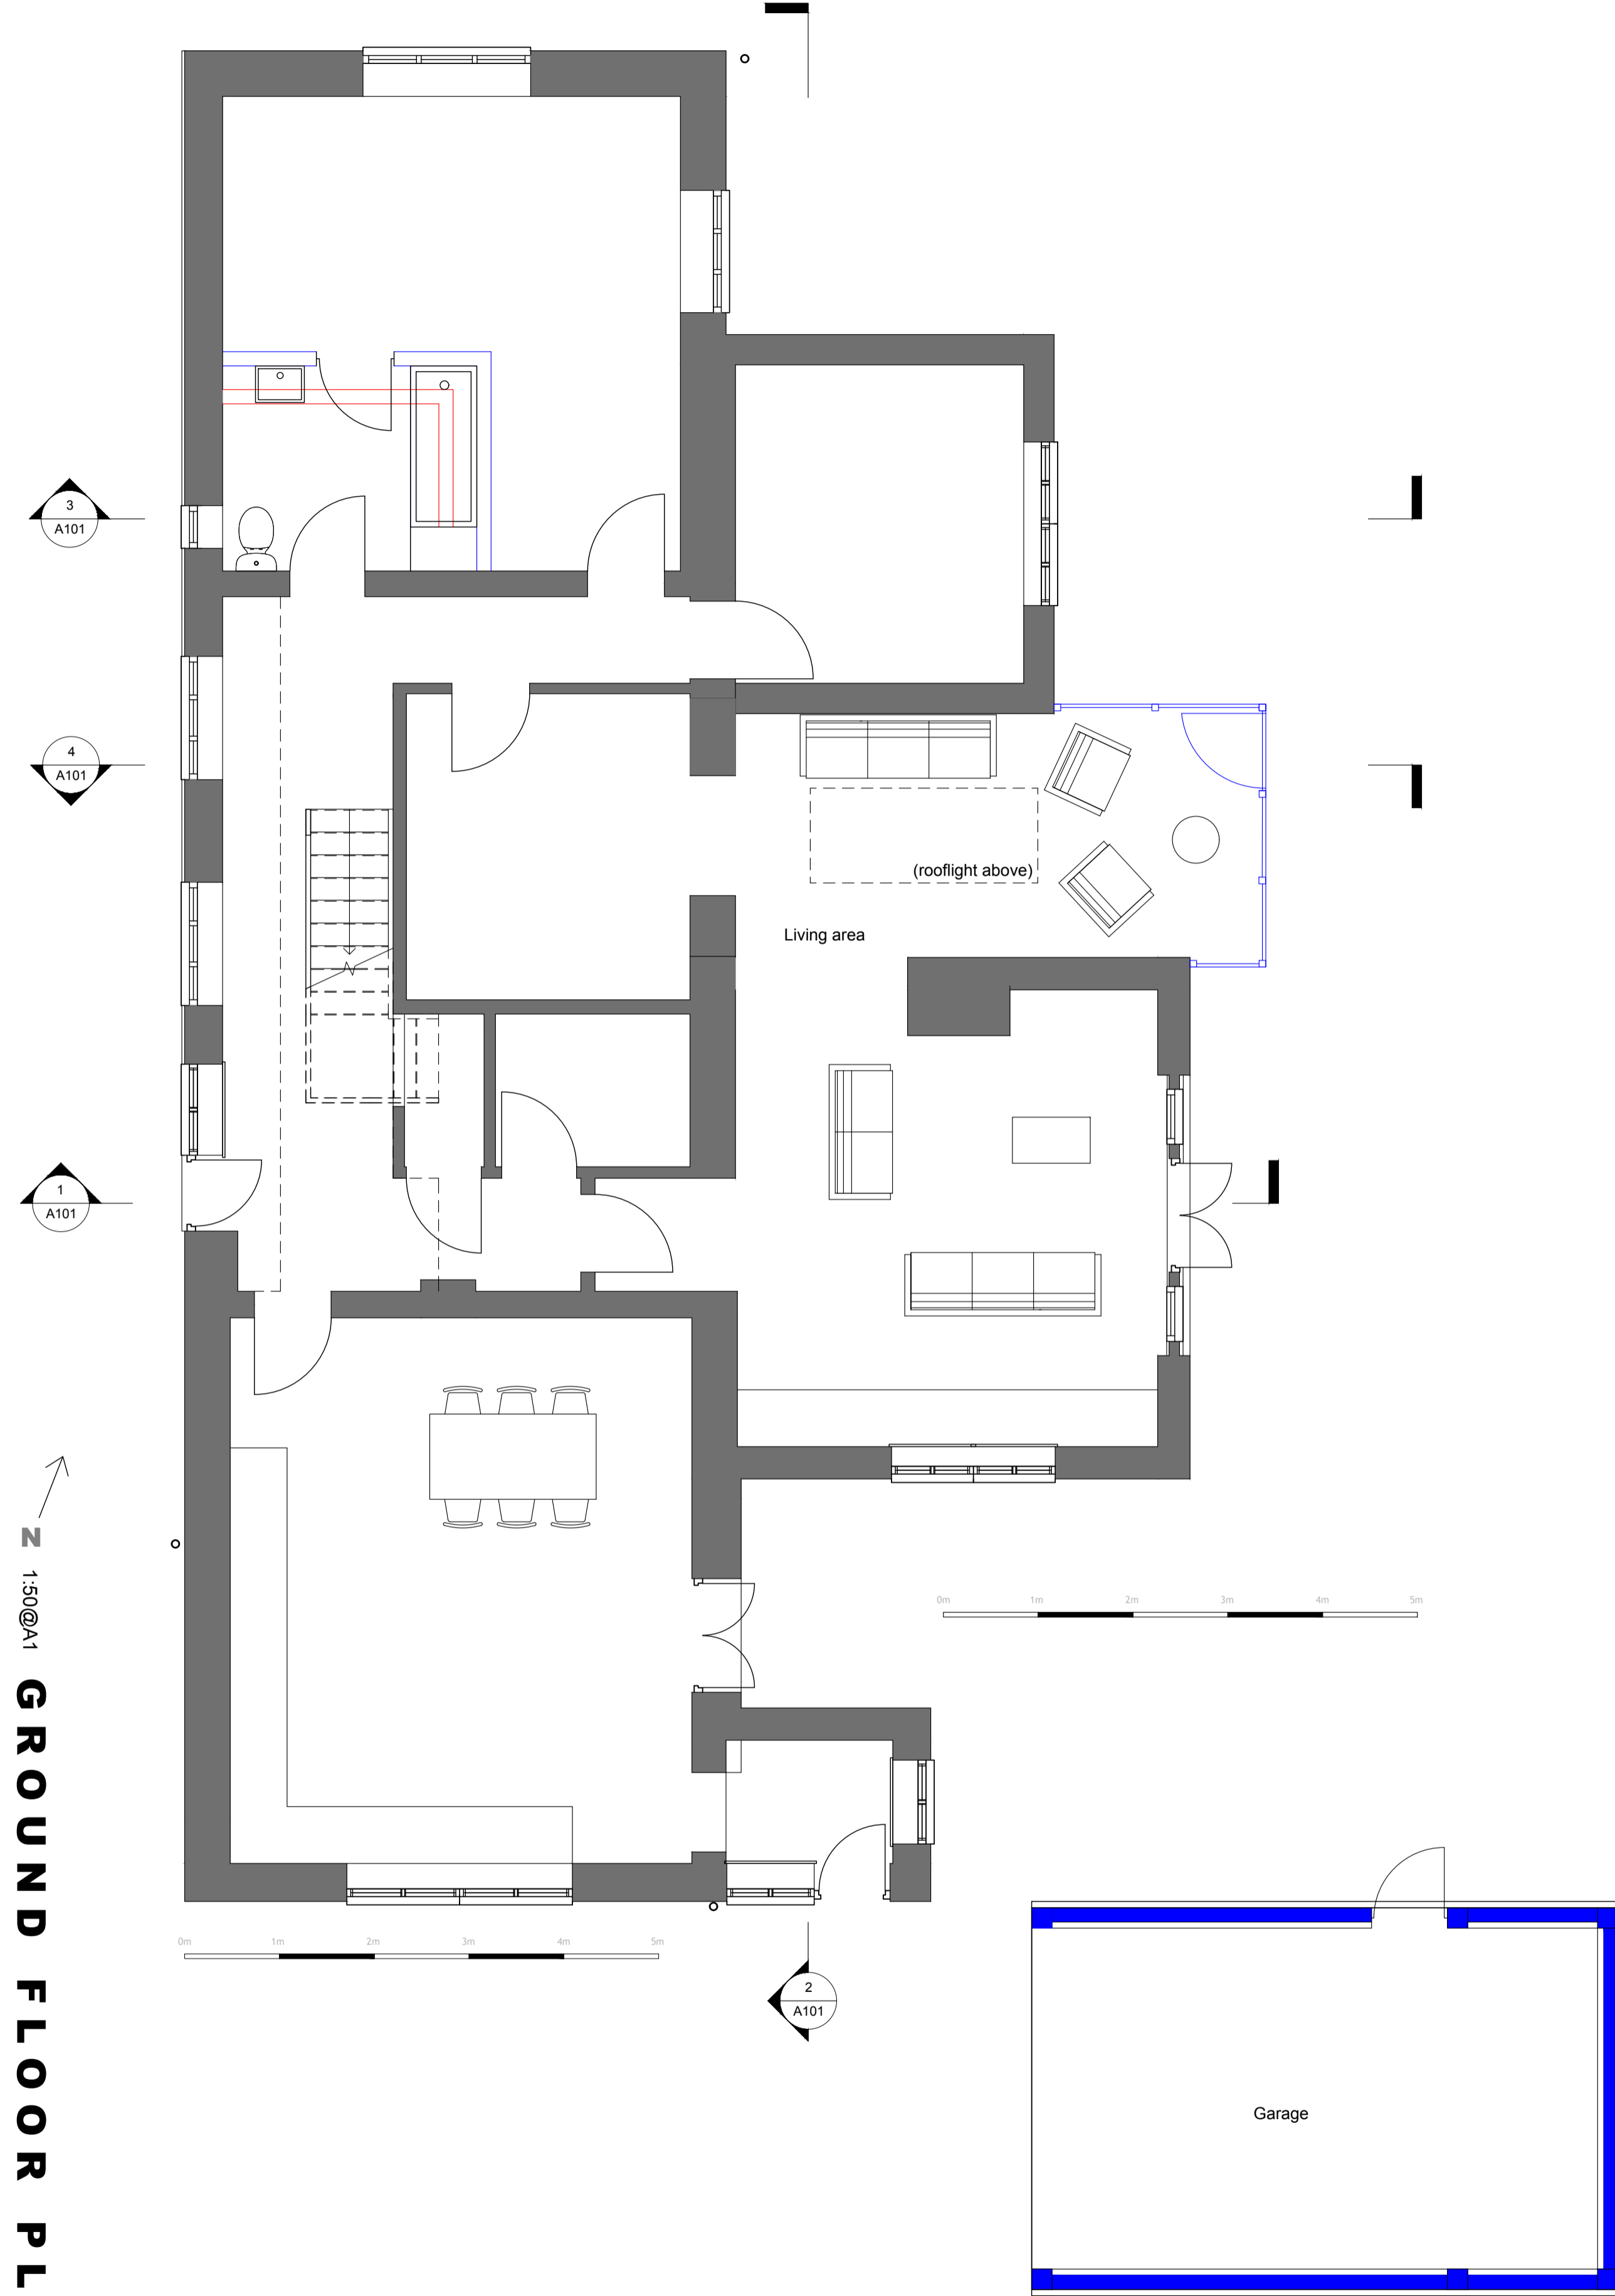 3
A101
4
A101
(rooflight above)
Living area
1
A101
N 1:50@A1 GROUND FLOOR PL
0m 1m 2m 3m 4m 5m
0m 1m 2m 3m 4m 5m
2
A101
Garage